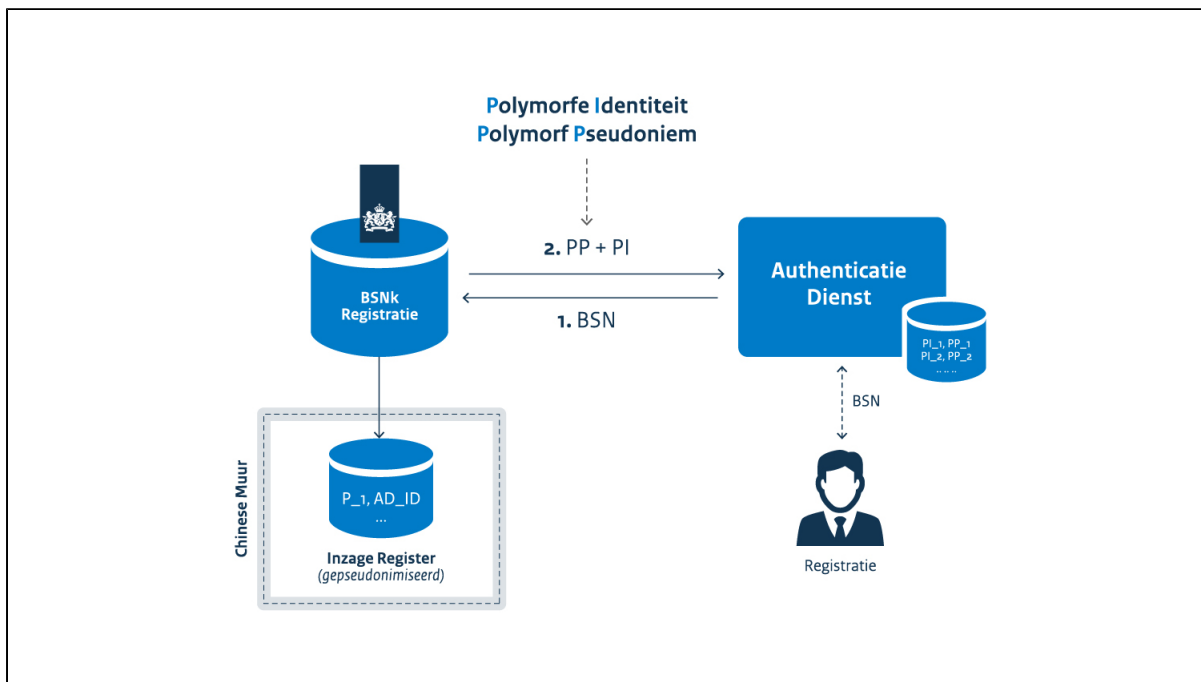 Polymorfe Identiteit
Polymorf Pseudoniem
2. PP + PI
BSNk
Registratie
1. BSN
Authenticatie
Dienst
PI_1, PP_1
PI_2, PP_2
.. .. ..
BSN
Chinese Muur
P_1, AD_ID
...
Inzage Register
(gepseudonimiseerd)
Registratie